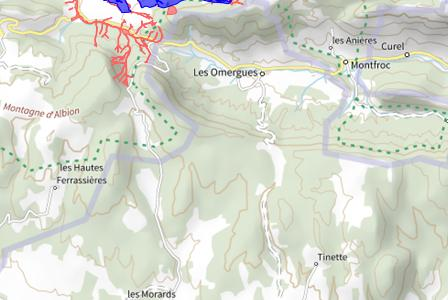 les Anières
Curel
Montfroc
Les Omergues
Montagne d'Albion
les Hautes
Ferrassières
Tinette
les Morards